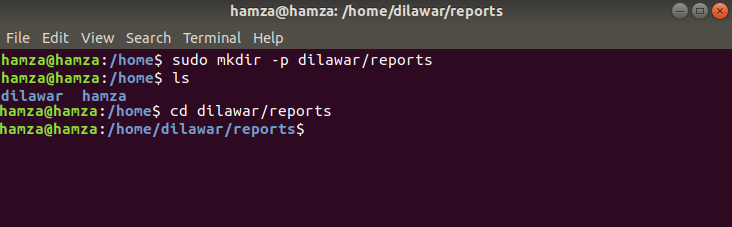 hamza@hamza: /home/dilawar/reports
File Edit View Search Terminal Help
hamza@hamza:/home$ sudo mkdir -p dilawar/reports
hamza@hamza:/home$ ls
dilawar  hamza
hamza@hamza:/home$ cd dilawar/reports
hamza@hamza:/home/dilawar/reports$